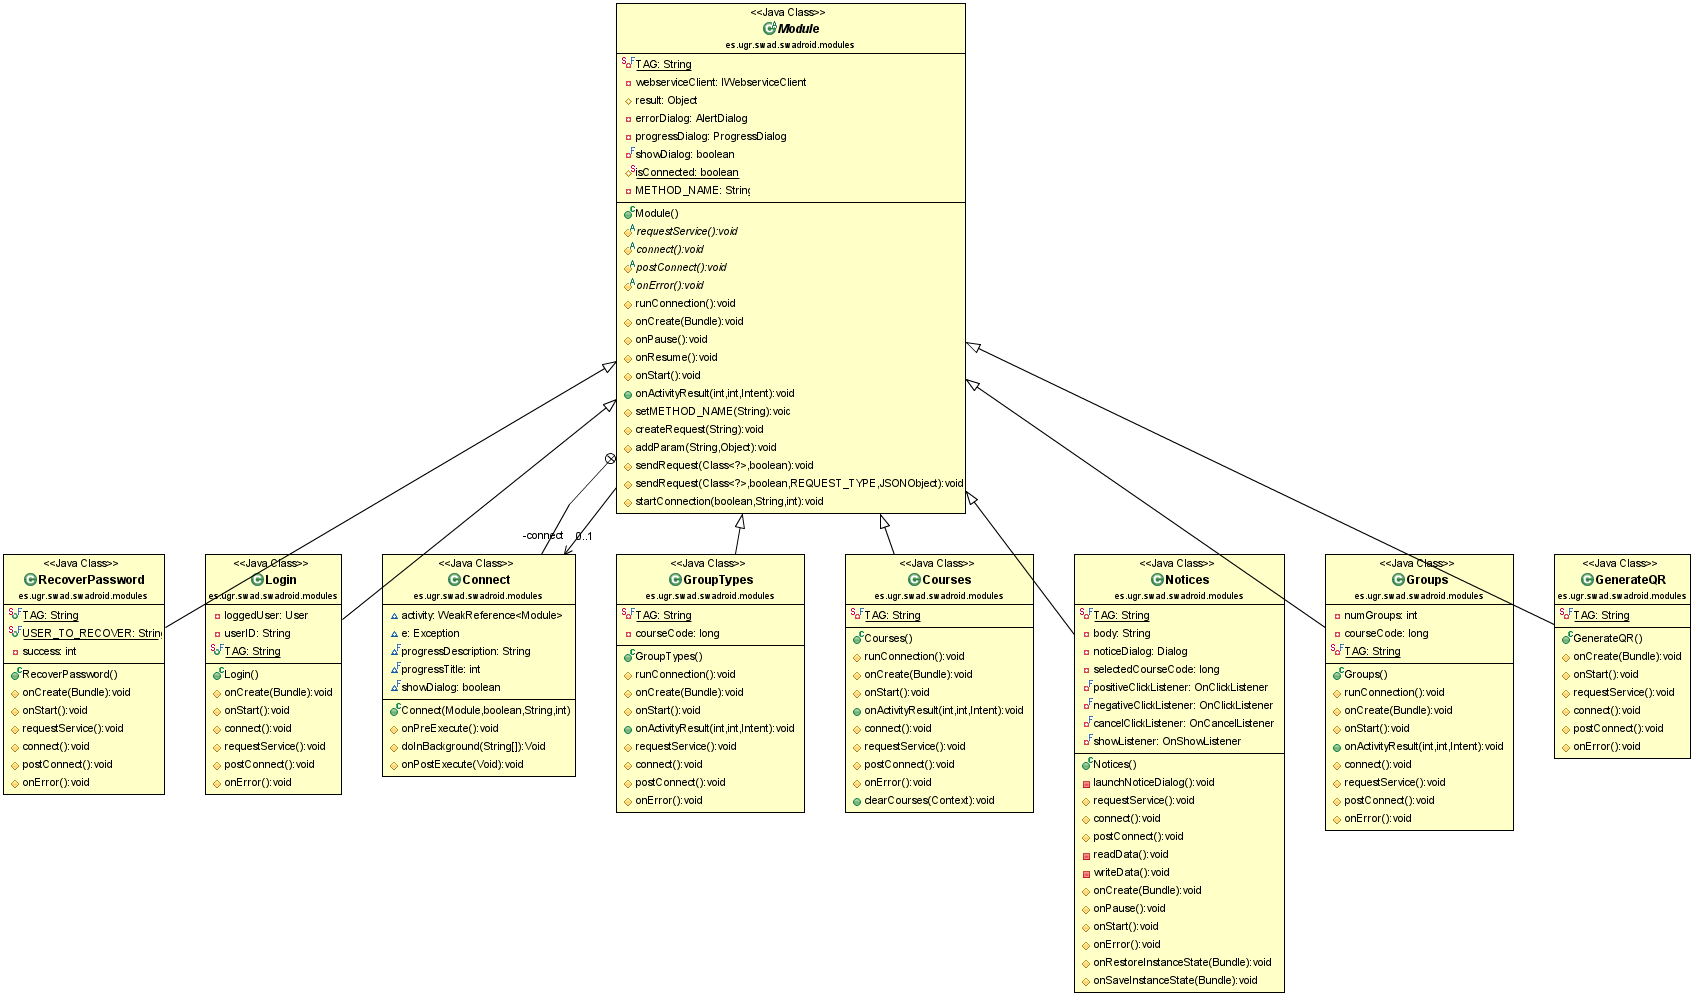 <<Java Class>>
Module
es.ugr.swad.swadroid.modules
TAG: String
webserviceClient: IWebserviceClient
result: Object
errorDialog: AlertDialog
progressDialog: ProgressDialog
showDialog: boolean
isConnected: boolean
METHOD_NAME: String
Module()
requestService():void
connect():void
postConnect():void
onError():void
runConnection():void
onCreate(Bundle):void
onPause():void
onResume():void
onStart():void
onActivityResult(int,int,Intent):void
setMETHOD_NAME(String):void
createRequest(String):void
addParam(String,Object):void
sendRequest(Class<?>,boolean):void
sendRequest(Class<?>,boolean,REQUEST_TYPE,JSONObject):void
startConnection(boolean,String,int):void
-connect
0..1
<<Java Class>>
RecoverPassword
es.ugr.swad.swadroid.modules
TAG: String
USER_TO_RECOVER: String
success: int
RecoverPassword()
onCreate(Bundle):void
onStart():void
requestService():void
connect():void
postConnect():void
onError():void
<<Java Class>>
Login
es.ugr.swad.swadroid.modules
loggedUser: User
userID: String
TAG: String
Login()
onCreate(Bundle):void
onStart():void
connect():void
requestService():void
postConnect():void
onError():void
<<Java Class>>
Connect
es.ugr.swad.swadroid.modules
activity: WeakReference<Module>
e: Exception
progressDescription: String
progressTitle: int
showDialog: boolean
Connect(Module,boolean,String,int)
onPreExecute():void
doInBackground(String[]):Void
onPostExecute(Void):void
<<Java Class>>
GroupTypes
es.ugr.swad.swadroid.modules
TAG: String
courseCode: long
GroupTypes()
runConnection():void
onCreate(Bundle):void
onStart():void
onActivityResult(int,int,Intent):void
requestService():void
connect():void
postConnect():void
onError():void
<<Java Class>>
Courses
es.ugr.swad.swadroid.modules
TAG: String
Courses()
runConnection():void
onCreate(Bundle):void
onStart():void
onActivityResult(int,int,Intent):void
connect():void
requestService():void
postConnect():void
onError():void
clearCourses(Context):void
<<Java Class>>
Notices
es.ugr.swad.swadroid.modules
TAG: String
body: String
noticeDialog: Dialog
selectedCourseCode: long
positiveClickListener: OnClickListener
negativeClickListener: OnClickListener
cancelClickListener: OnCancelListener
showListener: OnShowListener
Notices()
launchNoticeDialog():void
requestService():void
connect():void
postConnect():void
readData():void
writeData():void
onCreate(Bundle):void
onPause():void
onStart():void
onError():void
onRestoreInstanceState(Bundle):void
onSaveInstanceState(Bundle):void
<<Java Class>>
Groups
es.ugr.swad.swadroid.modules
numGroups: int
courseCode: long
TAG: String
Groups()
runConnection():void
onCreate(Bundle):void
onStart():void
onActivityResult(int,int,Intent):void
connect():void
requestService():void
postConnect():void
onError():void
<<Java Class>>
GenerateQR
es.ugr.swad.swadroid.modules
TAG: String
GenerateQR()
onCreate(Bundle):void
onStart():void
requestService():void
connect():void
postConnect():void
onError():void